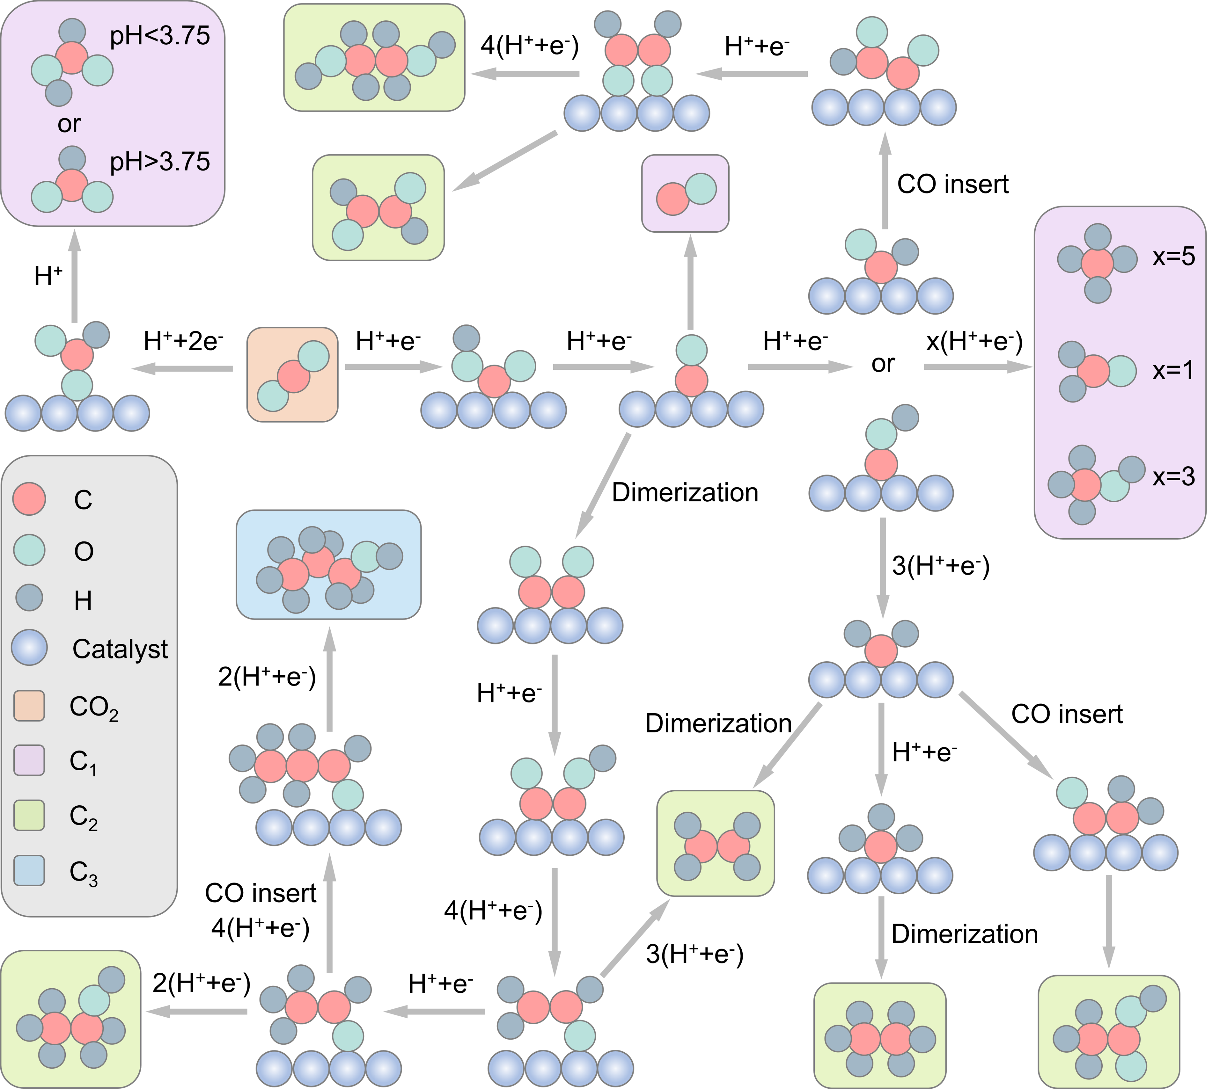 pH<3.75
or
pH>3.75
H⁺
4(H⁺+e⁻)
H⁺+e⁻
CO insert
H⁺+2e⁻
H⁺+e⁻
H⁺+e⁻
H⁺+e⁻
or
x(H⁺+e⁻)
x=5
x=1
x=3
C
O
H
Catalyst
CO₂
C₁
C₂
C₃
Dimerization
3(H⁺+e⁻)
2(H⁺+e⁻)
H⁺+e⁻
Dimerization
H⁺+e⁻
CO insert
CO insert
4(H⁺+e⁻)
4(H⁺+e⁻)
3(H⁺+e⁻)
Dimerization
2(H⁺+e⁻)
H⁺+e⁻